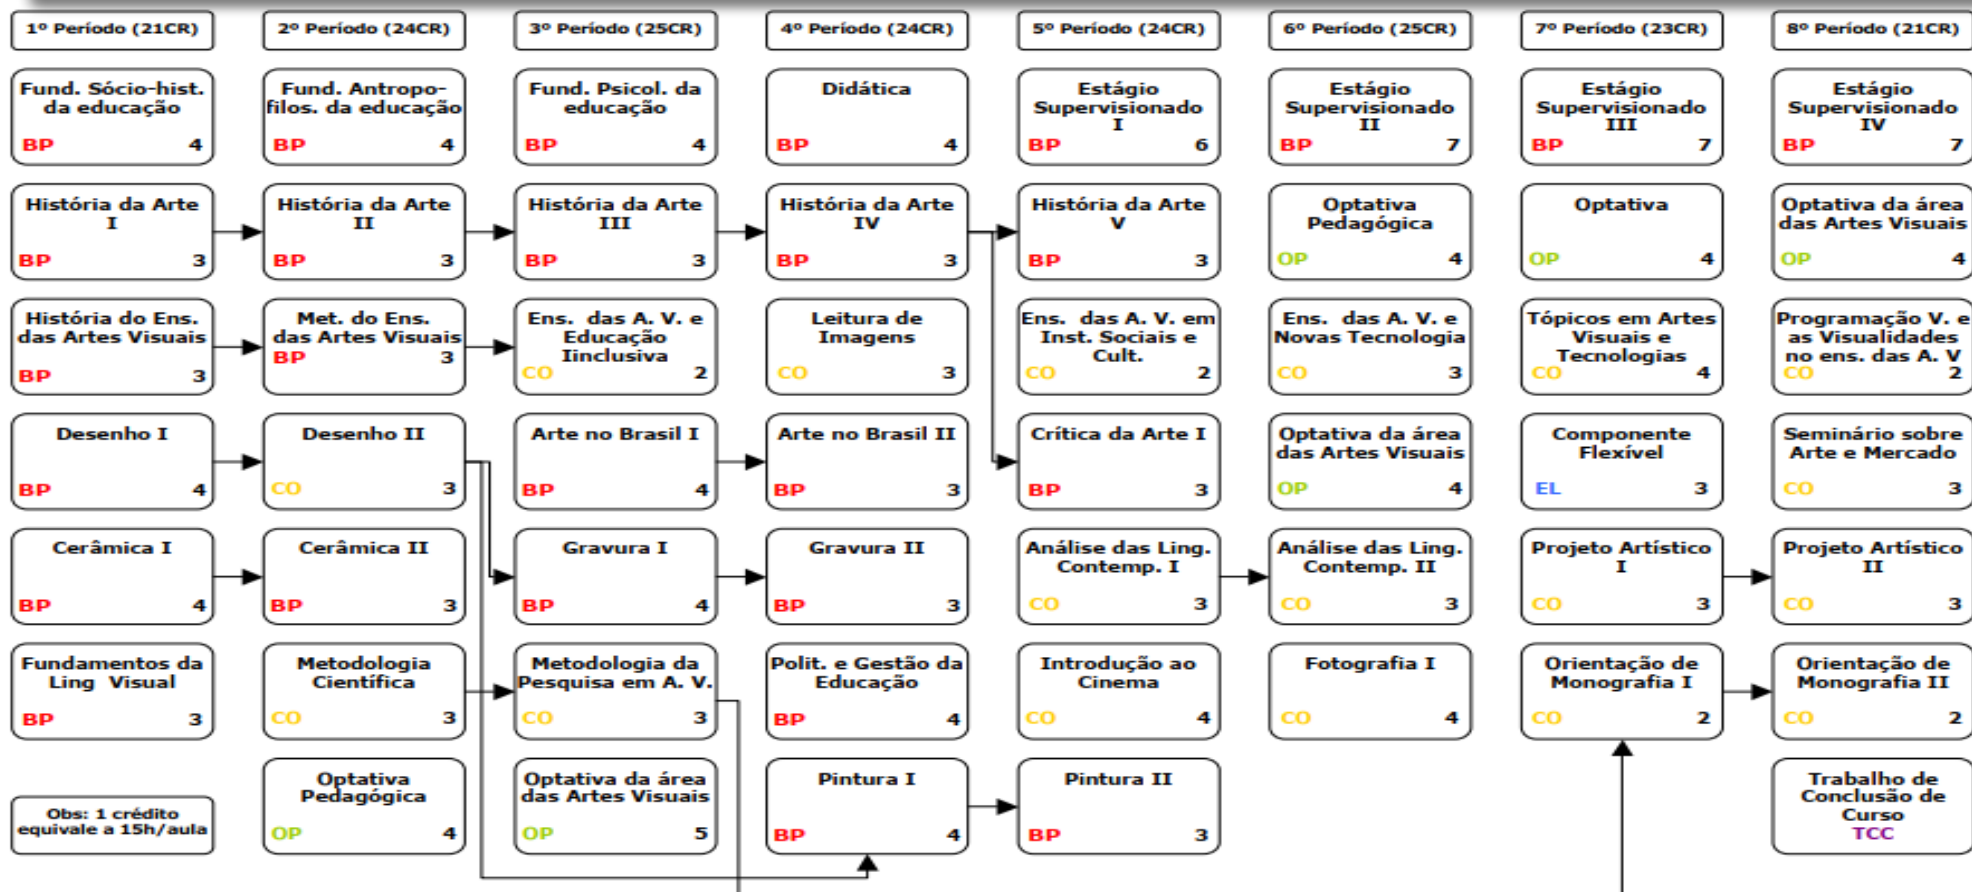 1º Período (21CR)
2º Período (24CR)
3º Período (25CR)
4º Período (24CR)
5º Período (24CR)
6º Período (25CR)
7º Período (23CR)
8º Período (21CR)
Fund. Sócio-hist.
da educação
BP 4
Fund. Antropo-
filos. da educação
BP 4
Fund. Psicol. da
educação
BP 4
Didática
BP 4
Estágio
Supervisionado
I
BP 6
Estágio
Supervisionado
II
BP 7
Estágio
Supervisionado
III
BP 7
Estágio
Supervisionado
IV
BP 7
História da Arte
I
BP 3
História da Arte
II
BP 3
História da Arte
III
BP 3
História da Arte
IV
BP 3
História da Arte
V
BP 3
Optativa
Pedagógica
OP 4
Optativa
OP 4
Optativa da área
das Artes Visuais
OP 4
História do Ens.
das Artes Visuais
BP 3
Met. do Ens.
das Artes Visuais
BP 3
Ens. das A. V. e
Educação
Iinclusiva
CO 2
Leitura de
Imagens
CO 3
Ens. das A. V. em
Inst. Sociais e
Cult.
CO 2
Ens. das A. V. e
Novas Tecnologia
CO 3
Tópicos em Artes
Visuais e
Tecnologias
CO 4
Programação V. e
as Visualidades
no ens. das A. V
CO 2
Desenho I
BP 4
Desenho II
CO 3
Arte no Brasil I
BP 4
Arte no Brasil II
BP 3
Crítica da Arte I
BP 3
Optativa da área
das Artes Visuais
OP 4
Componente
Flexível
EL 3
Seminário sobre
Arte e Mercado
CO 3
Cerâmica I
BP 4
Cerâmica II
BP 3
Gravura I
BP 4
Gravura II
BP 3
Análise das Ling.
Contemp. I
CO 3
Análise das Ling.
Contemp. II
CO 3
Projeto Artístico
I
CO 3
Projeto Artístico
II
CO 3
Fundamentos da
Ling Visual
BP 3
Metodologia
Científica
CO 3
Metodologia da
Pesquisa em A. V.
CO 3
Polit. e Gestão da
Educação
BP 4
Introdução ao
Cinema
CO 4
Fotografia I
CO 4
Orientação de
Monografia I
CO 2
Orientação de
Monografia II
CO 2
Obs: 1 crédito
equivale a 15h/aula
Optativa
Pedagógica
OP 4
Optativa da área
das Artes Visuais
OP 5
Pintura I
BP 4
Pintura II
BP 3
Trabalho de
Conclusão de
Curso
TCC